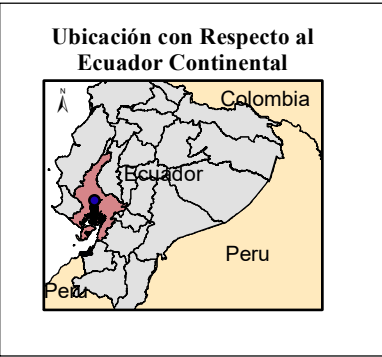 Ubicación con Respecto al
Ecuador Continental
N
Colombia
Ecuador
Peru
Peru